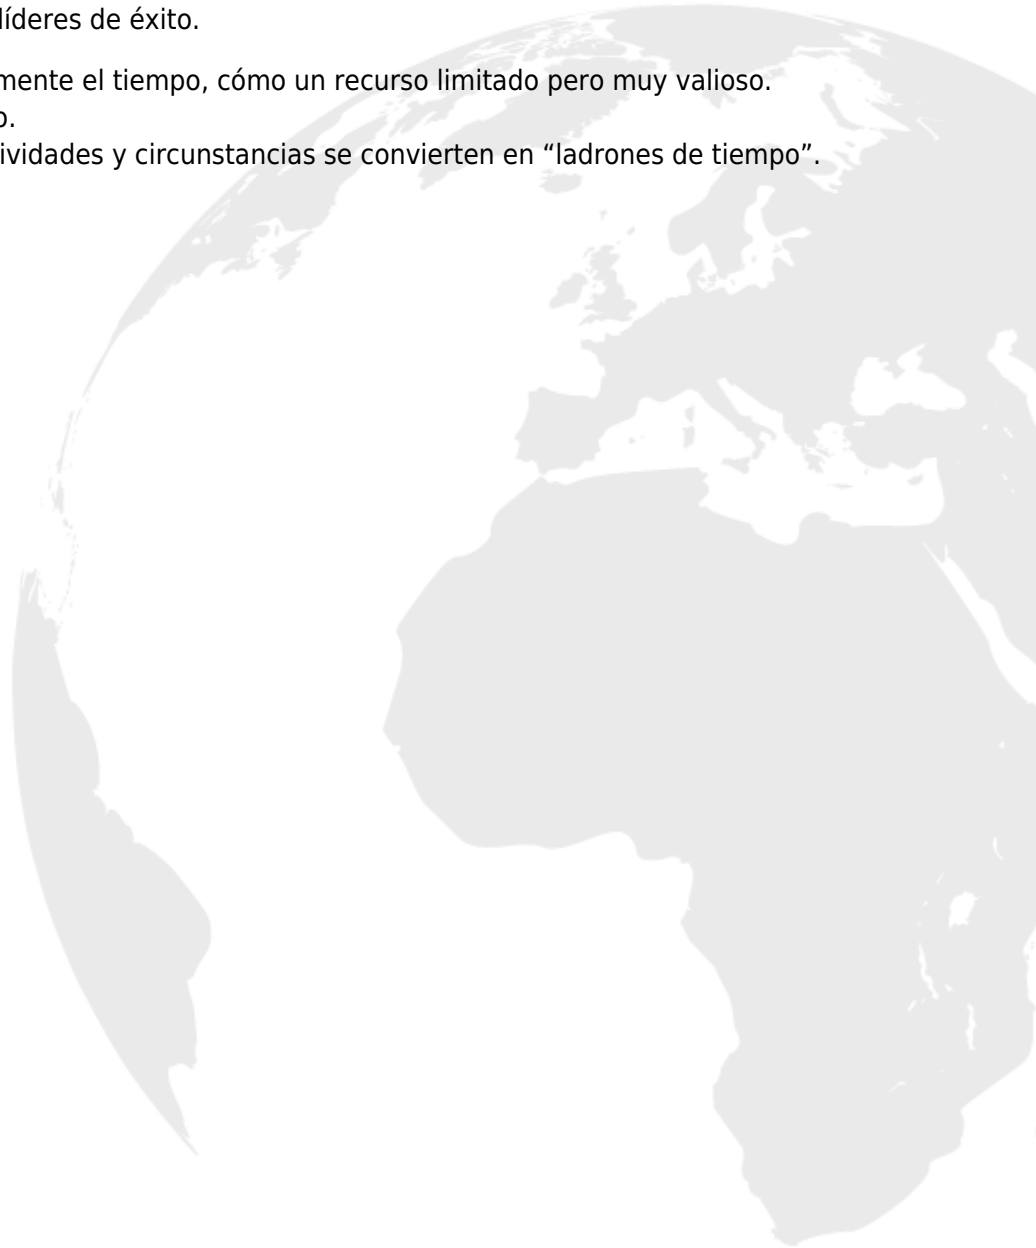 líderes de éxito.
mente el tiempo, cómo un recurso limitado pero muy valioso.
o.
ividades y circunstancias se convierten en “ladrones de tiempo”.